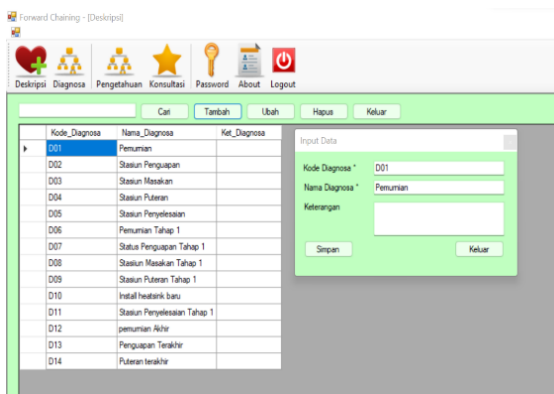 Forward Chaining - [Deskripsi]
Deskripsi Diagnosa Pengetahuan Konsultasi Password About Logout
Cari Tambah Ubah Hapus Keluar
Kode_Diagnosa Nama_Diagnosa Ket_Diagnosa
D01 Pemurnian
D02 Stasiun Penguapan
D03 Stasiun Masakan
D04 Stasiun Puteran
D05 Stasiun Penyelesaian
D06 Pemurnian Tahap 1
D07 Status Penguapan Tahap 1
D08 Stasiun Masakan Tahap 1
D09 Stasiun Puteran Tahap 1
D10 Install heatsink baru
D11 Stasiun Penyelesaian Tahap 1
D12 pemurnian Akhir
D13 Penguapan Terakhir
D14 Puteran terakhir
Input Data
Kode Diagnosa * D01
Nama Diagnosa * Pemurnian
Keterangan
Simpan Keluar